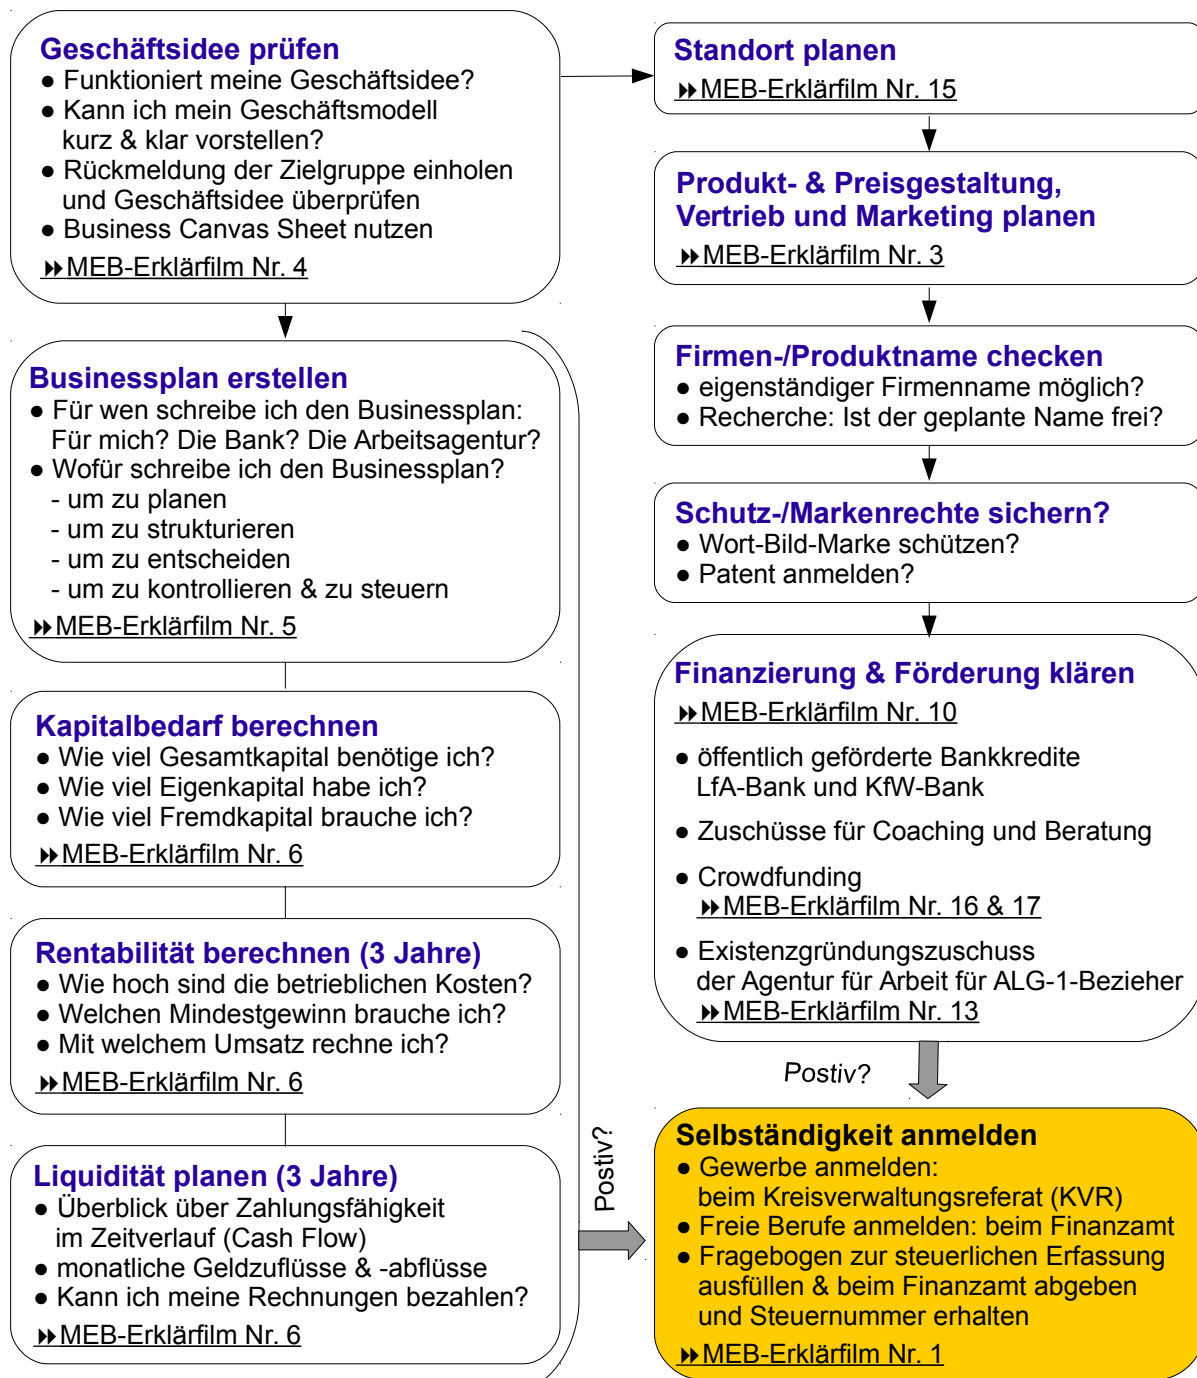 Geschäftsidee prüfen
● Funktioniert meine Geschäftsidee?
● Kann ich mein Geschäftsmodell
kurz & klar vorstellen?
● Rückmeldung der Zielgruppe einholen
und Geschäftsidee überprüfen
● Business Canvas Sheet nutzen
▸▸MEB-Erklärfilm Nr. 4
Businessplan erstellen
● Für wen schreibe ich den Businessplan:
Für mich? Die Bank? Die Arbeitsagentur?
● Wofür schreibe ich den Businessplan?
- um zu planen
- um zu strukturieren
- um zu entscheiden
- um zu kontrollieren & zu steuern
▸▸MEB-Erklärfilm Nr. 5
Kapitalbedarf berechnen
● Wie viel Gesamtkapital benötige ich?
● Wie viel Eigenkapital habe ich?
● Wie viel Fremdkapital brauche ich?
▸▸MEB-Erklärfilm Nr. 6
Rentabilität berechnen (3 Jahre)
● Wie hoch sind die betrieblichen Kosten?
● Welchen Mindestgewinn brauche ich?
● Mit welchem Umsatz rechne ich?
▸▸MEB-Erklärfilm Nr. 6
Liquidität planen (3 Jahre)
● Überblick über Zahlungsfähigkeit
im Zeitverlauf (Cash Flow)
● monatliche Geldzuflüsse & -abflüsse
● Kann ich meine Rechnungen bezahlen?
▸▸MEB-Erklärfilm Nr. 6
Postiv?
Standort planen
▸▸MEB-Erklärfilm Nr. 15
Produkt- & Preisgestaltung,
Vertrieb und Marketing planen
▸▸MEB-Erklärfilm Nr. 3
Firmen-/Produktname checken
● eigenständiger Firmenname möglich?
● Recherche: Ist der geplante Name frei?
Schutz-/Markenrechte sichern?
● Wort-Bild-Marke schützen?
● Patent anmelden?
Finanzierung & Förderung klären
▸▸MEB-Erklärfilm Nr. 10
● öffentlich geförderte Bankkredite
LfA-Bank und KfW-Bank
● Zuschüsse für Coaching und Beratung
● Crowdfunding
▸▸MEB-Erklärfilm Nr. 16 & 17
● Existenzgründungszuschuss
der Agentur für Arbeit für ALG-1-Bezieher
▸▸MEB-Erklärfilm Nr. 13
Postiv?
Selbständigkeit anmelden
● Gewerbe anmelden:
beim Kreisverwaltungsreferat (KVR)
● Freie Berufe anmelden: beim Finanzamt
● Fragebogen zur steuerlichen Erfassung
ausfüllen & beim Finanzamt abgeben
und Steuernummer erhalten
▸▸MEB-Erklärfilm Nr. 1